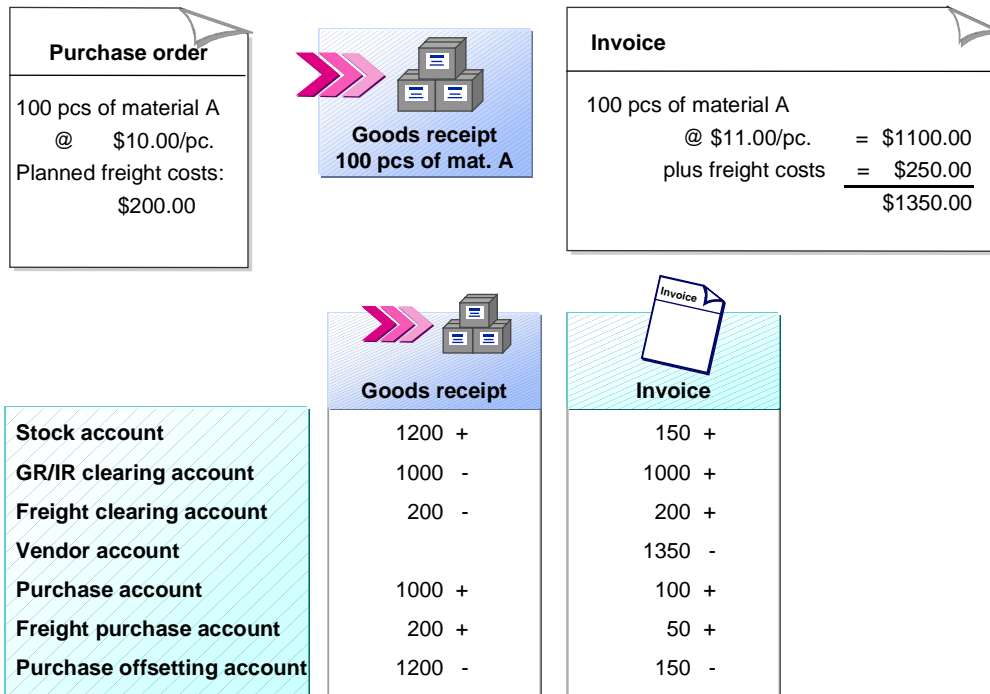 Purchase order
100 pcs of material A
@ $10.00/pc.
Planned freight costs:
$200.00
Goods receipt
100 pcs of mat. A
Invoice
100 pcs of material A
@ $11.00/pc. = $1100.00
plus freight costs = $250.00
$1350.00
Invoice
Goods receipt Invoice
Stock account 1200 + 150 +
GR/IR clearing account 1000 - 1000 +
Freight clearing account 200 - 200 +
Vendor account 1350 -
Purchase account 1000 + 100 +
Freight purchase account 200 + 50 +
Purchase offsetting account 1200 - 150 -